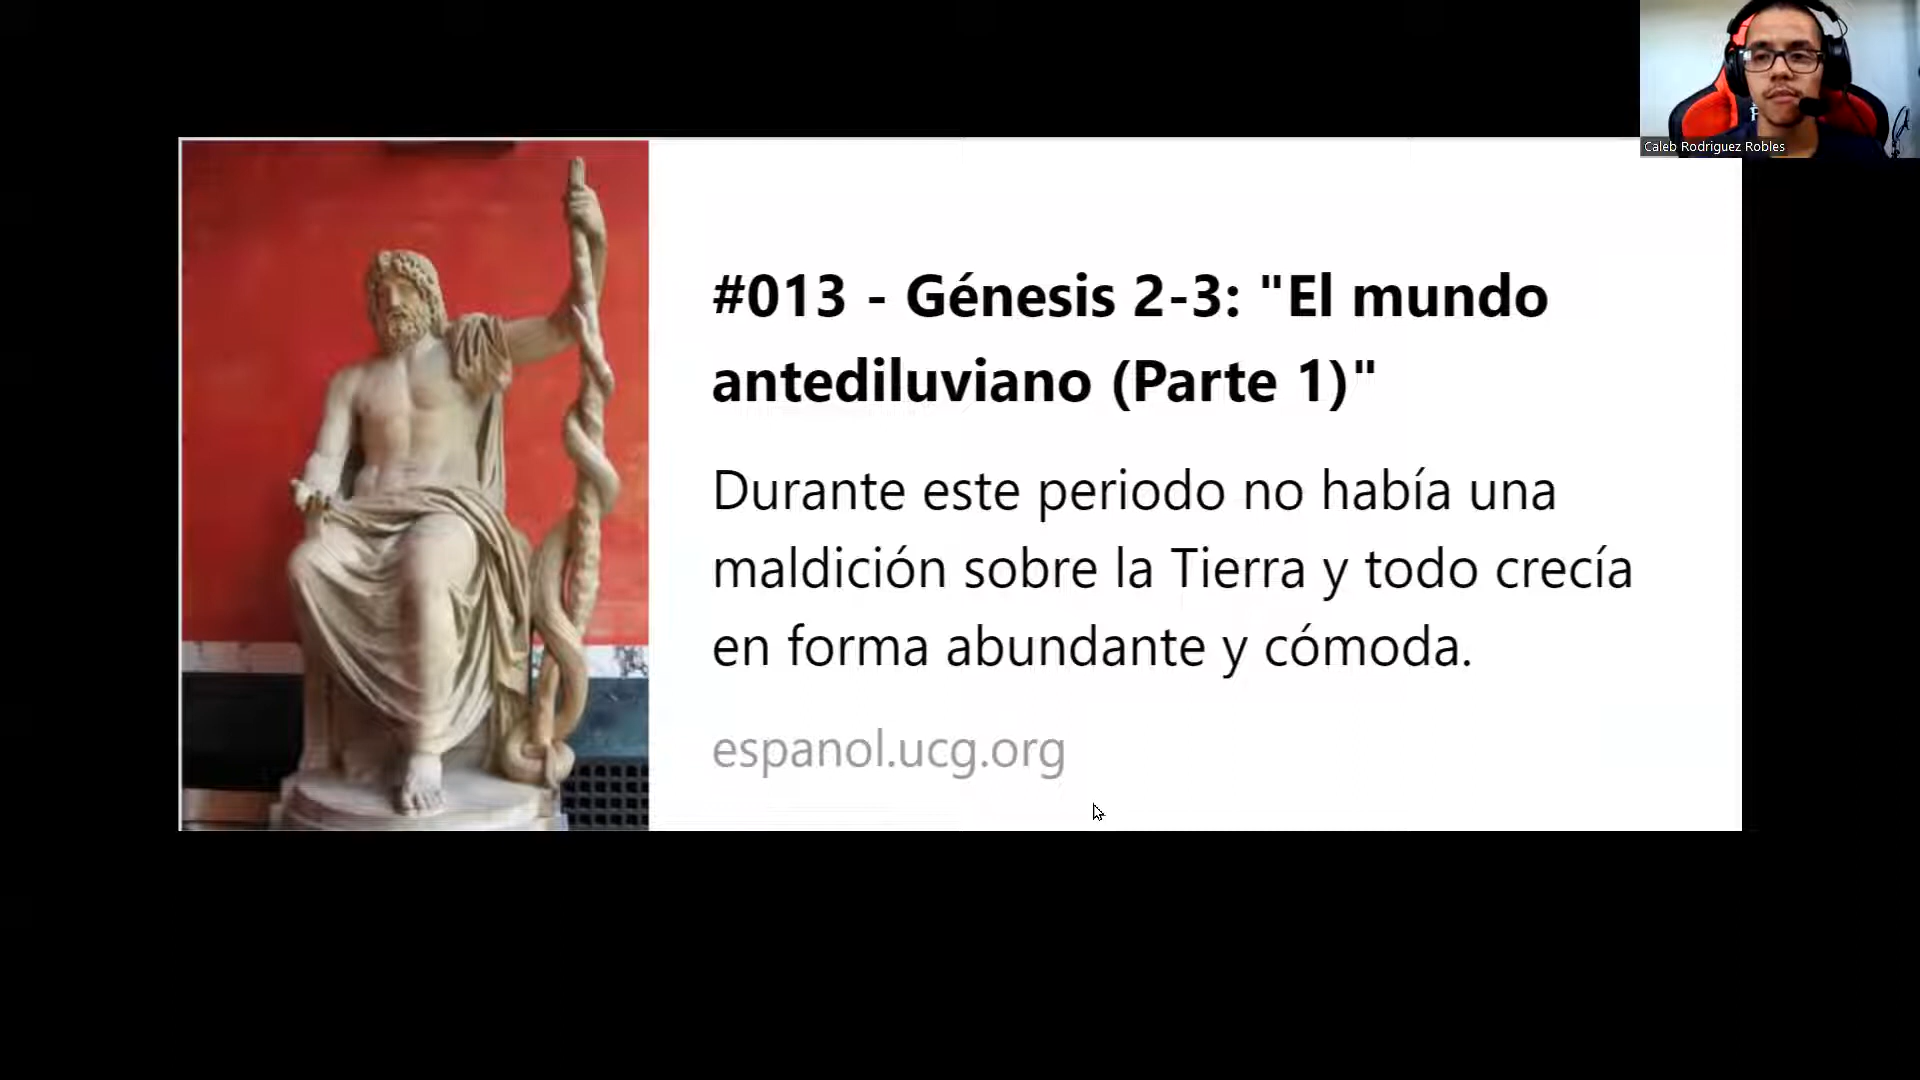 Caleb Rodriguez Robles
#013 - Génesis 2-3: "El mundo
antediluviano (Parte 1)"
Durante este periodo no había una
maldición sobre la Tierra y todo crecía
en forma abundante y cómoda.
espanol.ucg.org